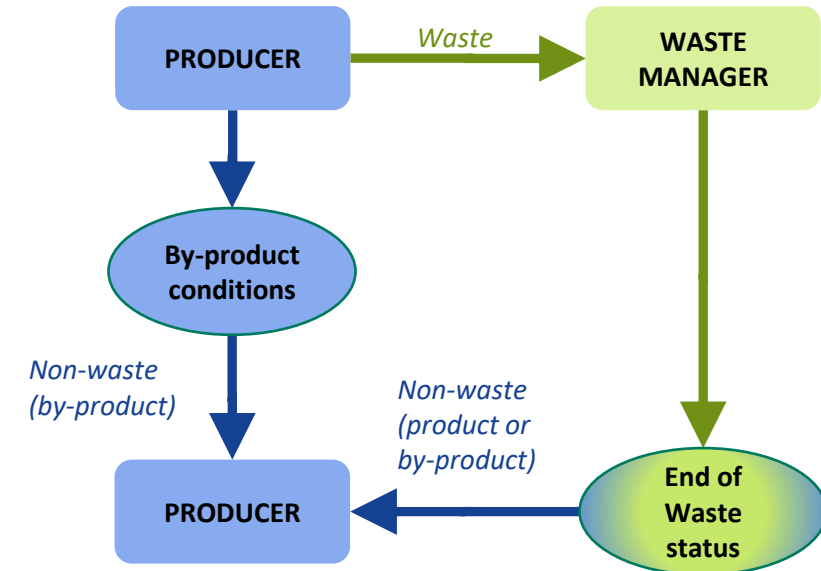 PRODUCER
Waste
WASTE
MANAGER
By-product
conditions
Non-waste
(by-product)
Non-waste
(product or
by-product)
PRODUCER
End of
Waste
status